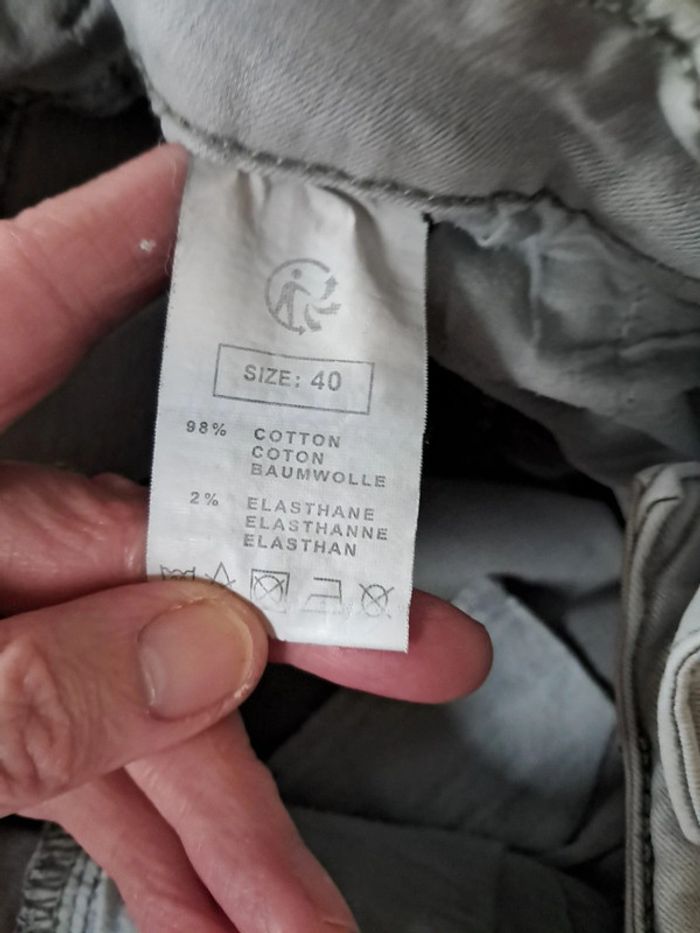 SIZE: 40
98% COTTON
COTON
BAUMWOLLE
2% ELASTHANE
ELASTHANNE
ELASTHAN